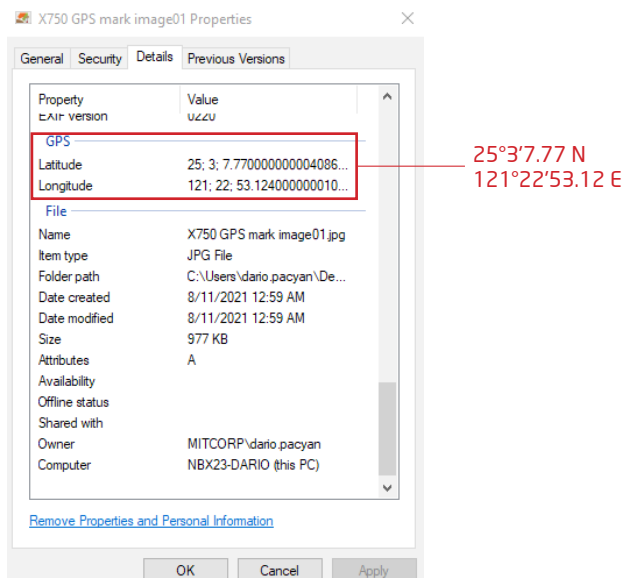 X750 GPS mark image01 Properties
General Security Details Previous Versions
Property Value
EXIF version 0220
GPS
Latitude 25; 3; 7.770000000004086...
Longitude 121; 22; 53.124000000010...
25°3'7.77 N
121°22'53.12 E
File
Name X750 GPS mark image01.jpg
Item type JPG File
Folder path C:\Users\dario.pacyan\De...
Date created 8/11/2021 12:59 AM
Date modified 8/11/2021 12:59 AM
Size 977 KB
Attributes A
Availability
Offline status
Shared with
Owner MITCORP\dario.pacyan
Computer NBX23-DARIO (this PC)
Remove Properties and Personal Information
OK Cancel Apply